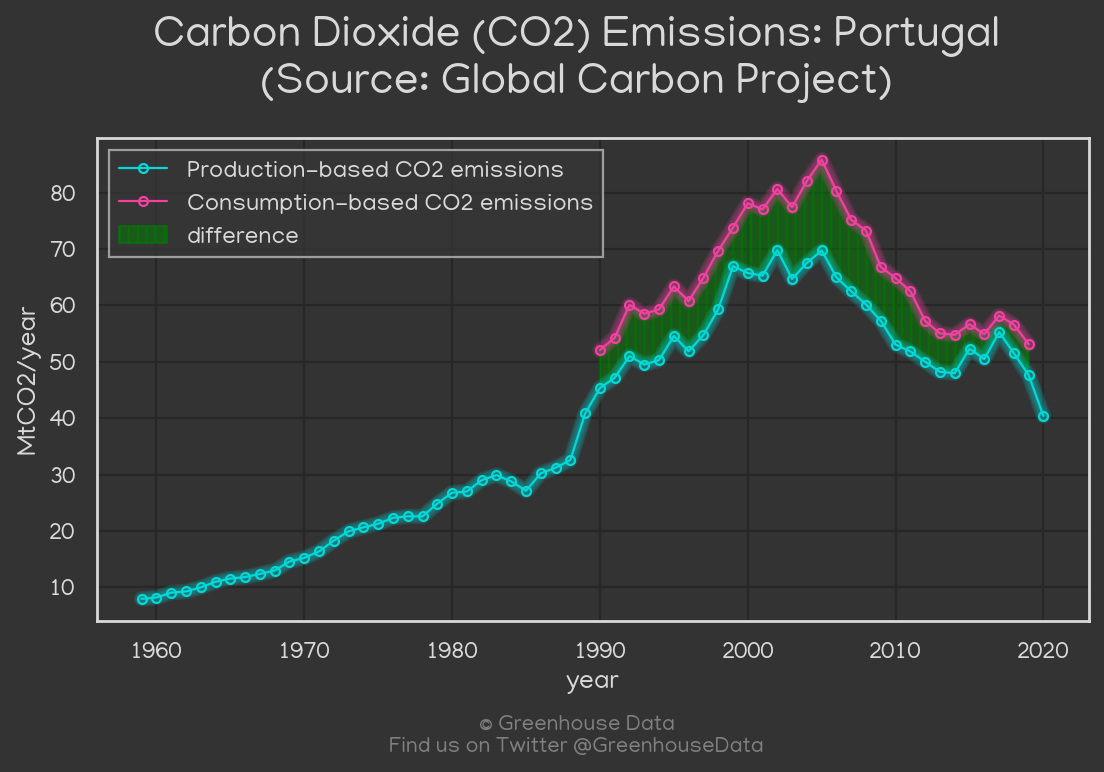 Carbon Dioxide (CO2) Emissions: Portugal
(Source: Global Carbon Project)
Production-based CO2 emissions
Consumption-based CO2 emissions
difference
MtCO2/year
80
70
60
50
40
30
20
10
1960 1970 1980 1990 2000 2010 2020
year
© Greenhouse Data
Find us on Twitter @GreenhouseData